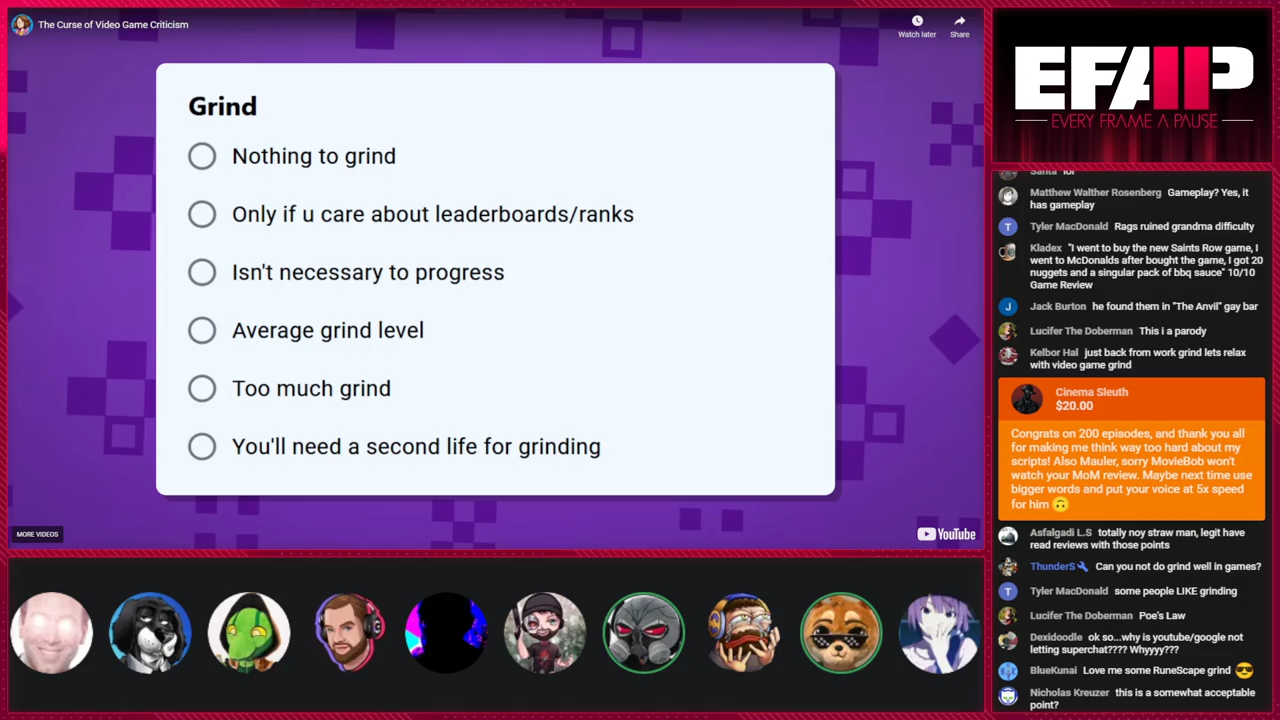 The Curse of Video Game Criticism
Watch later
Share
Grind
Nothing to grind
Only if u care about leaderboards/ranks
Isn't necessary to progress
Average grind level
Too much grind
You'll need a second life for grinding
MORE VIDEOS
YouTube
EFAP
EVERY FRAME A PAUSE
Santa lol
Matthew Walther Rosenberg Gameplay? Yes, it
has gameplay
T Tyler MacDonald Rags ruined grandma difficulty
Kladex "I went to buy the new Saints Row game, I
went to McDonalds after bought the game, I got 20
nuggets and a singular pack of bbq sauce" 10/10
Game Review
J Jack Burton he found them in "The Anvil" gay bar
Lucifer The Doberman This i a parody
Kelbor Hal just back from work grind lets relax
with video game grind
Cinema Sleuth
$20.00
Congrats on 200 episodes, and thank you all
for making me think way too hard about my
scripts! Also Mauler, sorry MovieBob won't
watch your MoM review. Maybe next time use
bigger words and put your voice at 5x speed
for him 🙃
Asfalgadi L.S totally noy straw man, legit have
read reviews with those points
ThunderS Can you not do grind well in games?
T Tyler MacDonald some people LIKE grinding
Lucifer The Doberman Poe's Law
Dexidoodle ok so...why is youtube/google not
letting superchat???? Whyyyy???
BlueKunai Love me some RuneScape grind 😎
Nicholas Kreuzer this is a somewhat acceptable
point?